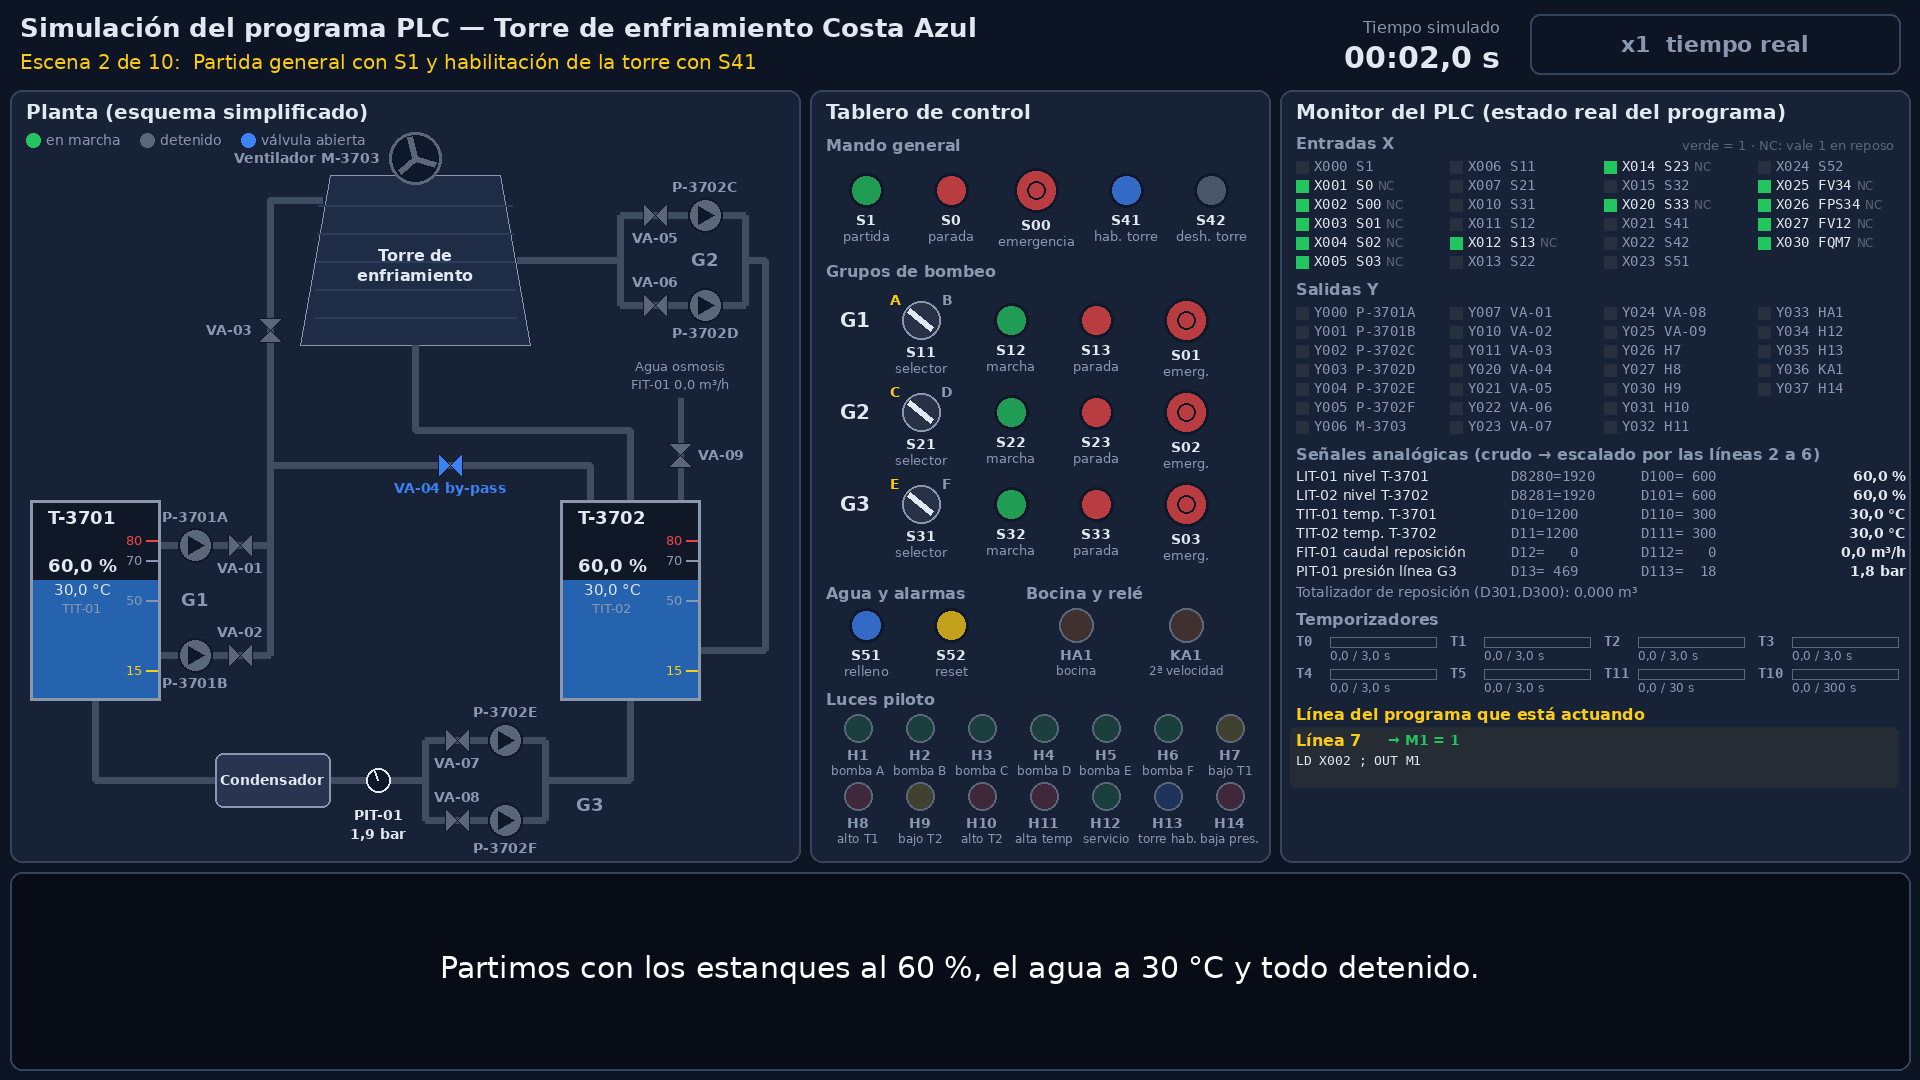 Simulación del programa PLC — Torre de enfriamiento Costa Azul
Escena 2 de 10:  Partida general con S1 y habilitación de la torre con S41
Tiempo simulado
00:02,0 s
x1  tiempo real
Planta (esquema simplificado)
en marcha
detenido
válvula abierta
Ventilador M-3703
Torre de
enfriamiento
VA-03
P-3702C
VA-05
G2
VA-06
P-3702D
Agua osmosis
FIT-01 0,0 m³/h
VA-09
VA-04 by-pass
T-3701
80
70
60,0 %
30,0 °C
TIT-01
50
15
P-3701A
VA-01
G1
VA-02
P-3701B
T-3702
80
70
60,0 %
30,0 °C
TIT-02
50
15
P-3702E
VA-07
VA-08
P-3702F
G3
Condensador
PIT-01
1,9 bar
Tablero de control
Mando general
S1
partida
S0
parada
S00
emergencia
S41
hab. torre
S42
desh. torre
Grupos de bombeo
G1
A
B
S11
selector
S12
marcha
S13
parada
S01
emerg.
G2
C
D
S21
selector
S22
marcha
S23
parada
S02
emerg.
G3
E
F
S31
selector
S32
marcha
S33
parada
S03
emerg.
Agua y alarmas
Bocina y relé
S51
relleno
S52
reset
HA1
bocina
KA1
2ª velocidad
Luces piloto
H1
bomba A
H2
bomba B
H3
bomba C
H4
bomba D
H5
bomba E
H6
bomba F
H7
bajo T1
H8
alto T1
H9
bajo T2
H10
alto T2
H11
alta temp
H12
servicio
H13
torre hab.
H14
baja pres.
Monitor del PLC (estado real del programa)
Entradas X
verde = 1 · NC: vale 1 en reposo
X000 S1
X006 S11
X014 S23 NC
X024 S52
X001 S0 NC
X007 S21
X015 S32
X025 FV34 NC
X002 S00 NC
X010 S31
X020 S33 NC
X026 FPS34 NC
X003 S01 NC
X011 S12
X021 S41
X027 FV12 NC
X004 S02 NC
X012 S13 NC
X022 S42
X030 FQM7 NC
X005 S03 NC
X013 S22
X023 S51
Salidas Y
Y000 P-3701A
Y007 VA-01
Y024 VA-08
Y033 HA1
Y001 P-3701B
Y010 VA-02
Y025 VA-09
Y034 H12
Y002 P-3702C
Y011 VA-03
Y026 H7
Y035 H13
Y003 P-3702D
Y020 VA-04
Y027 H8
Y036 KA1
Y004 P-3702E
Y021 VA-05
Y030 H9
Y037 H14
Y005 P-3702F
Y022 VA-06
Y031 H10
Y006 M-3703
Y023 VA-07
Y032 H11
Señales analógicas (crudo → escalado por las líneas 2 a 6)
LIT-01 nivel T-3701 D8280=1920 D100= 600 60,0 %
LIT-02 nivel T-3702 D8281=1920 D101= 600 60,0 %
TIT-01 temp. T-3701 D10=1200 D110= 300 30,0 °C
TIT-02 temp. T-3702 D11=1200 D111= 300 30,0 °C
FIT-01 caudal reposición D12=   0 D112=   0 0,0 m³/h
PIT-01 presión línea G3 D13= 469 D113=  18 1,8 bar
Totalizador de reposición (D301,D300): 0,000 m³
Temporizadores
T0
0,0 / 3,0 s
T1
0,0 / 3,0 s
T2
0,0 / 3,0 s
T3
0,0 / 3,0 s
T4
0,0 / 3,0 s
T5
0,0 / 3,0 s
T11
0,0 / 30 s
T10
0,0 / 300 s
Línea del programa que está actuando
Línea 7 → M1 = 1
LD X002 ; OUT M1
Partimos con los estanques al 60 %, el agua a 30 °C y todo detenido.